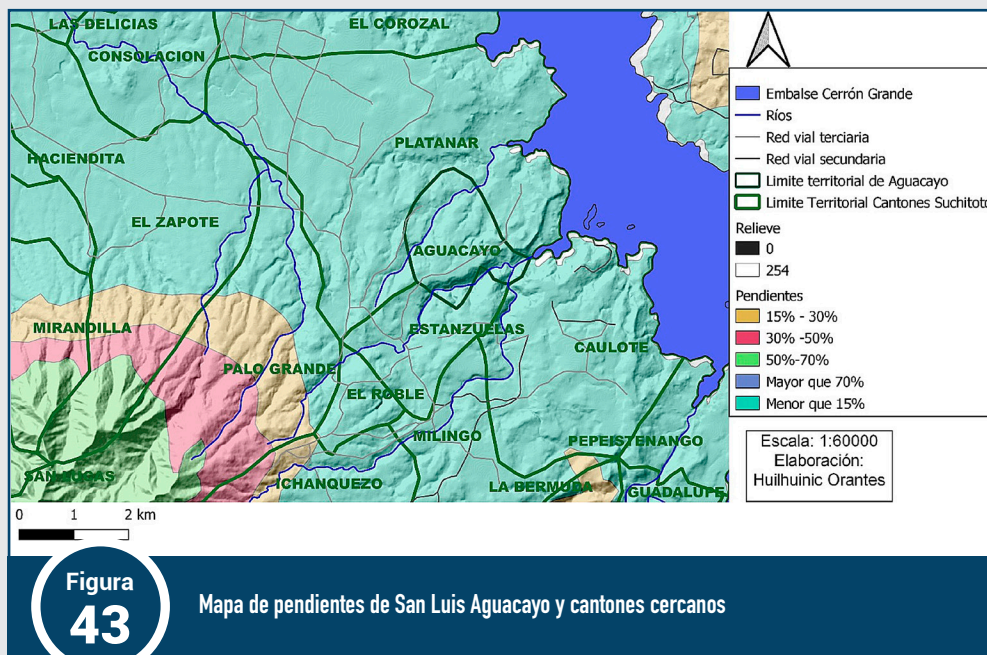 LAS DELICIAS
EL COROZAL
CONSOLACION
PLATANAR
HACIENDITA
EL ZAPOTE
AGUACAYO
MIRANDILLA
ESTANZUELAS
CAULOTE
PALO GRANDE
EL ROBLE
MILINGO
PEPEISTENANGO
SAN LUCAS
ICHANQUEZO
LA BERMUDA
GUADALUPE
Embalse Cerrón Grande
Ríos
Red vial terciaria
Red vial secundaria
Limite territorial de Aguacayo
Limite Territorial Cantones Suchitoto
Relieve
0
254
Pendientes
15% - 30%
30% -50%
50%-70%
Mayor que 70%
Menor que 15%
Escala: 1:60000
Elaboración:
Huilhuinic Orantes
0 1 2 km
Figura
43
Mapa de pendientes de San Luis Aguacayo y cantones cercanos